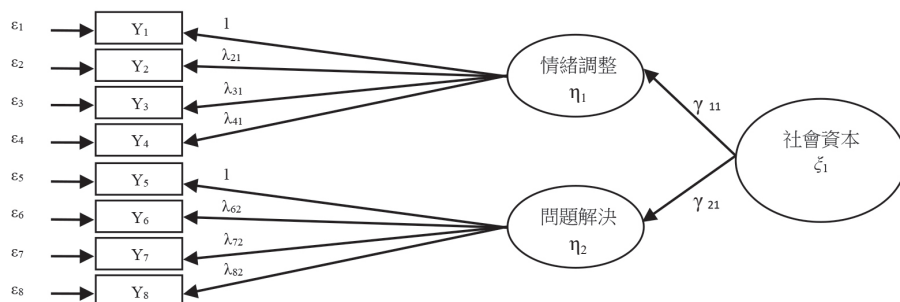 ε₁ Y₁ 1
ε₂ Y₂ λ₂₁
ε₃ Y₃ λ₃₁
ε₄ Y₄ λ₄₁
ε₅ Y₅ 1
ε₆ Y₆ λ₆₂
ε₇ Y₇ λ₇₂
ε₈ Y₈ λ₈₂
情緒調整
η₁
問題解決
η₂
γ ₁₁
γ ₂₁
社會資本
ξ₁